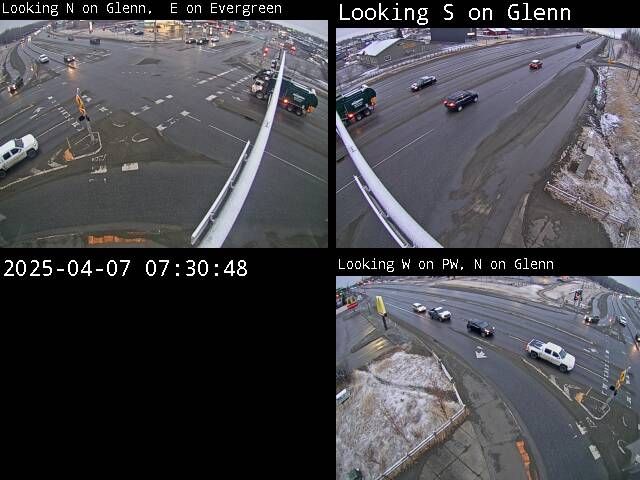 Looking N on Glenn, E on Evergreen
Looking S on Glenn
2025-04-07 07:30:48
Looking W on PW, N on Glenn